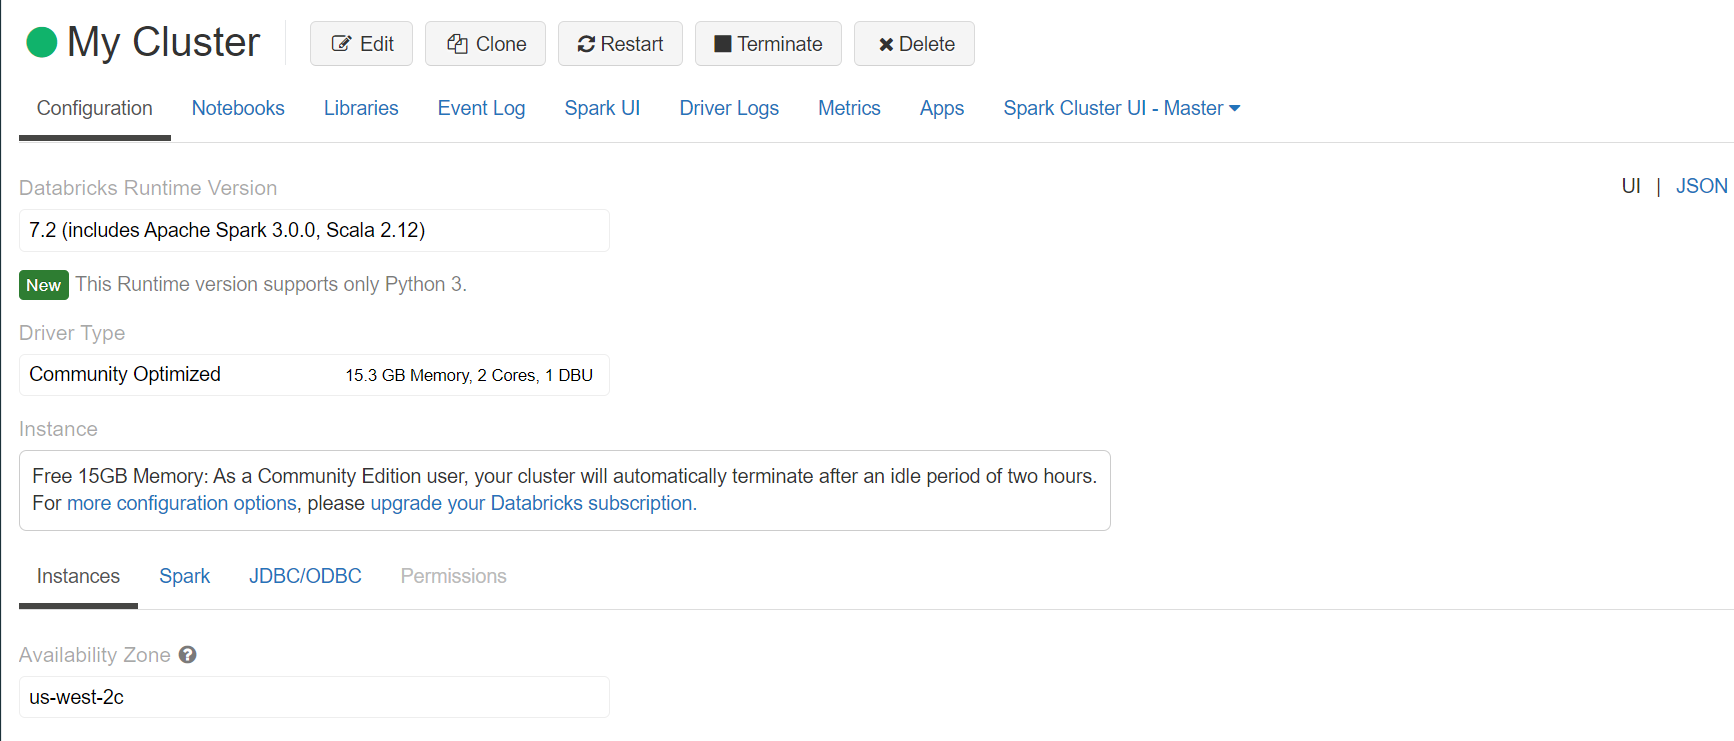 My Cluster Edit Clone Restart Terminate Delete
Configuration Notebooks Libraries Event Log Spark UI Driver Logs Metrics Apps Spark Cluster UI - Master
Databricks Runtime Version UI | JSON
7.2 (includes Apache Spark 3.0.0, Scala 2.12)
New This Runtime version supports only Python 3.
Driver Type
Community Optimized 15.3 GB Memory, 2 Cores, 1 DBU
Instance
Free 15GB Memory: As a Community Edition user, your cluster will automatically terminate after an idle period of two hours.
For more configuration options, please upgrade your Databricks subscription.
Instances Spark JDBC/ODBC Permissions
Availability Zone ?
us-west-2c